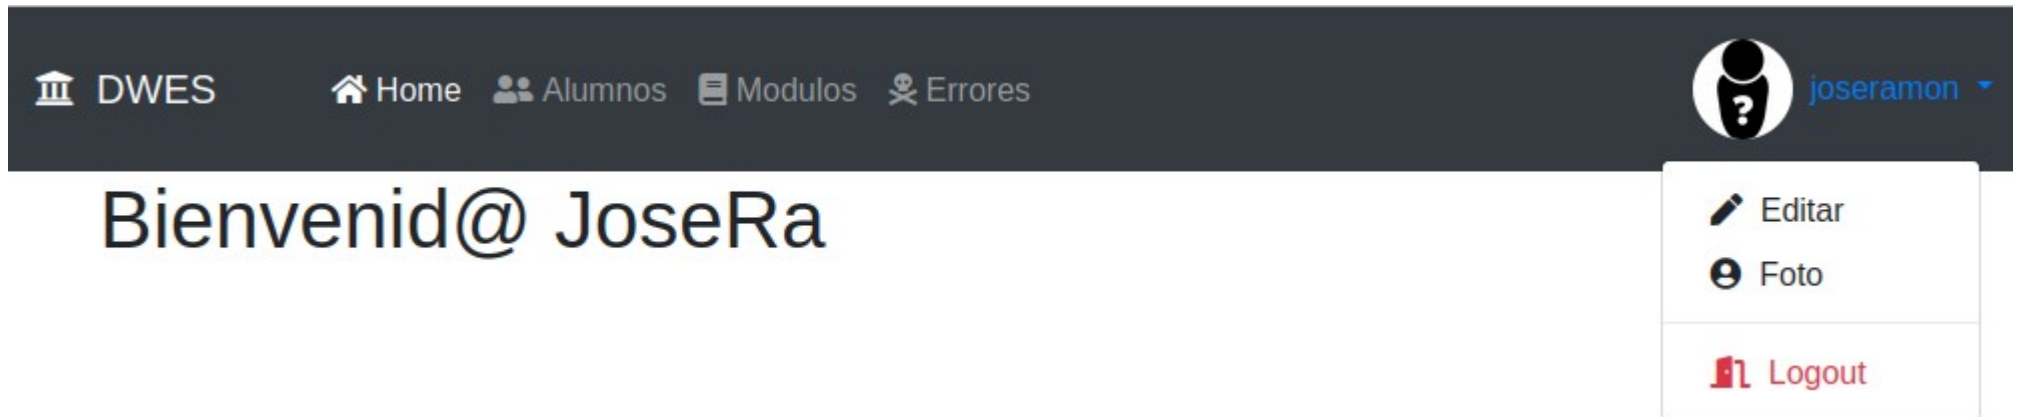 DWES Home Alumnos Modulos Errores ? joseramon
Bienvenid@ JoseRa
Editar
Foto
Logout